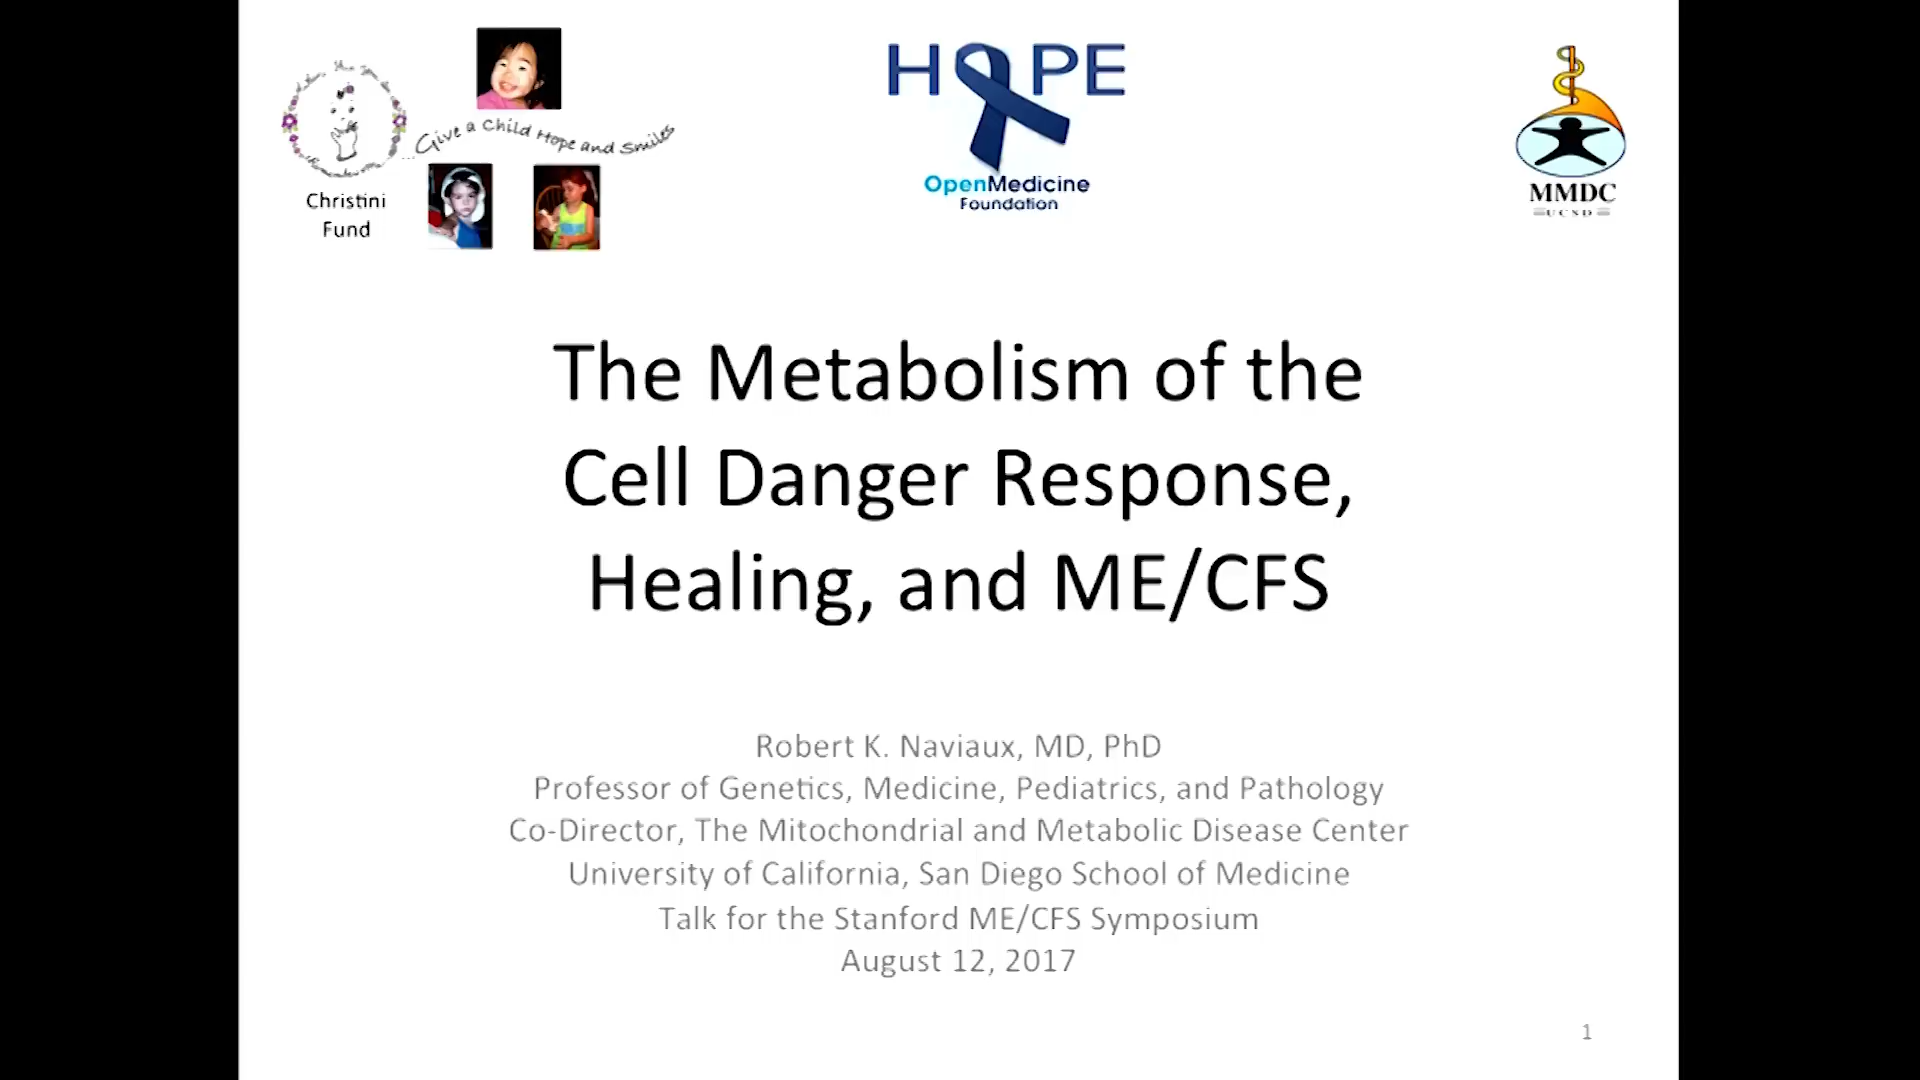 Give a Child Hope and Smiles
Christini
Fund
HOPE
OpenMedicine
Foundation
MMDC
UCSD
The Metabolism of the
Cell Danger Response,
Healing, and ME/CFS
Robert K. Naviaux, MD, PhD
Professor of Genetics, Medicine, Pediatrics, and Pathology
Co-Director, The Mitochondrial and Metabolic Disease Center
University of California, San Diego School of Medicine
Talk for the Stanford ME/CFS Symposium
August 12, 2017
1